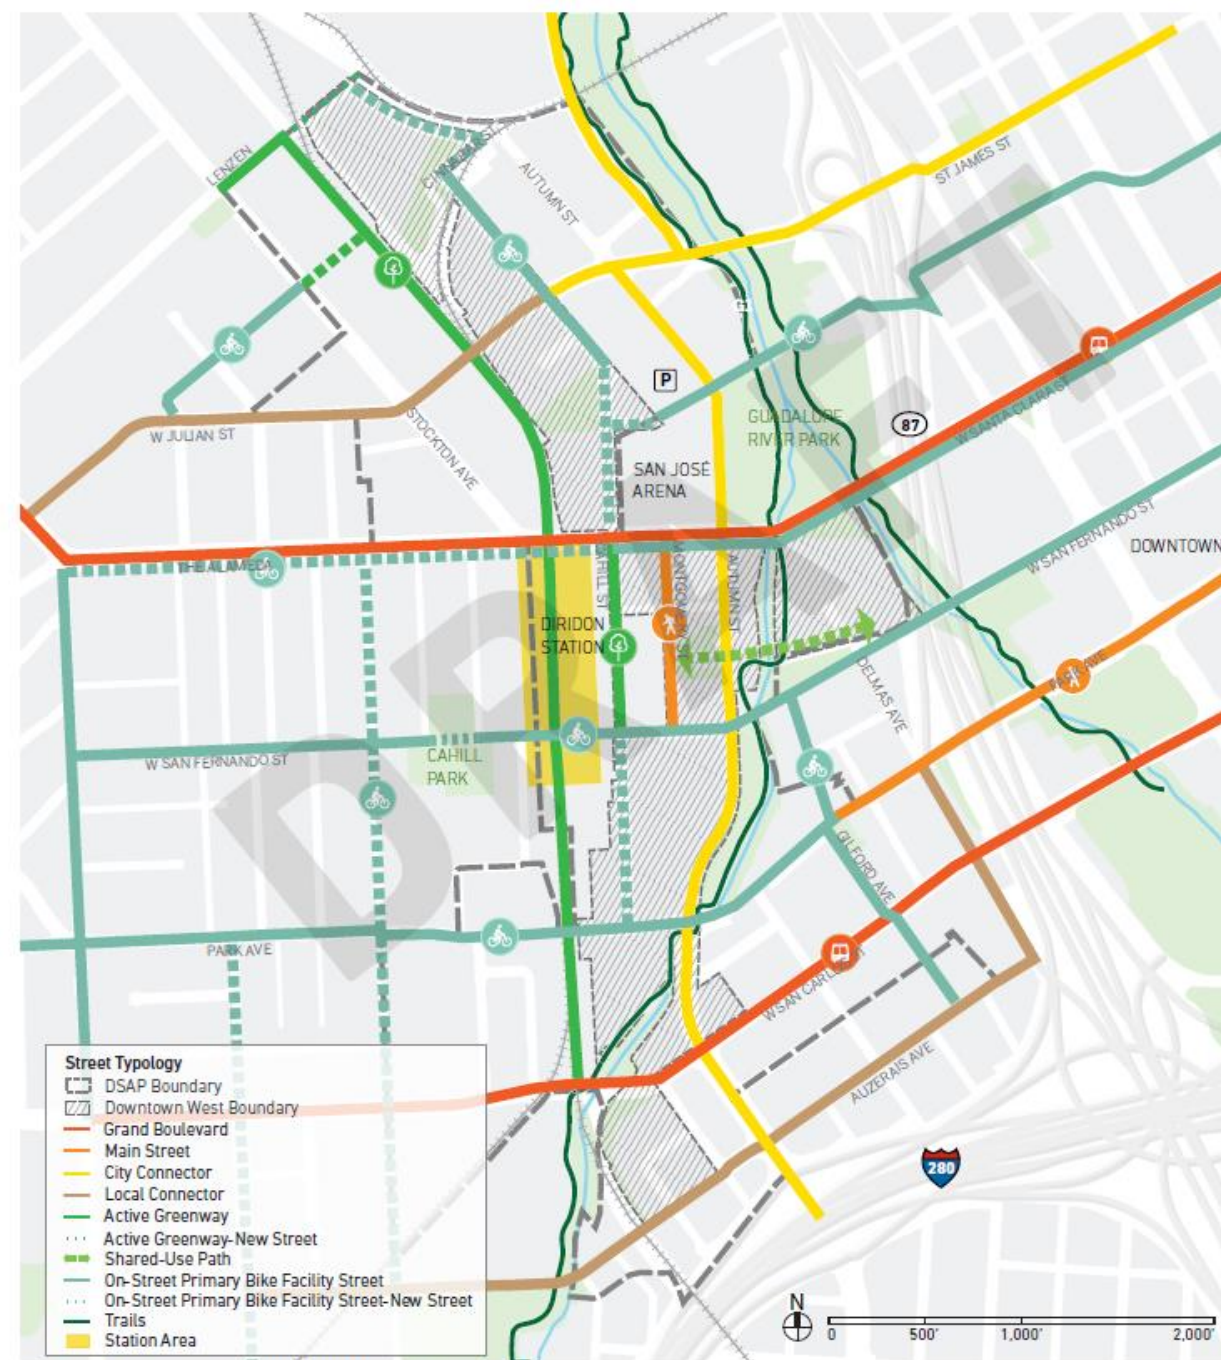 LENZEN
CINNABAR ST
AUTUMN ST
ST JAMES ST
P
GUADALUPE
RIVER PARK
87
W SANTA CLARA ST
W JULIAN ST
STOCKTON AVE
SAN JOSÉ
ARENA
W SAN FERNANDO ST
DOWNTOWN
THE ALAMEDA
CAHILL ST
MONTGOMERY ST
AUTUMN ST
DIRIDON
STATION
DELMAS AVE
PARK AVE
W SAN FERNANDO ST
CAHILL
PARK
GILFORD AVE
PARK AVE
W SAN CARLOS ST
AUZERAIS AVE
280
DRAFT
Street Typology
DSAP Boundary
Downtown West Boundary
Grand Boulevard
Main Street
City Connector
Local Connector
Active Greenway
Active Greenway-New Street
Shared-Use Path
On-Street Primary Bike Facility Street
On-Street Primary Bike Facility Street-New Street
Trails
Station Area
N
0 500' 1,000' 2,000'